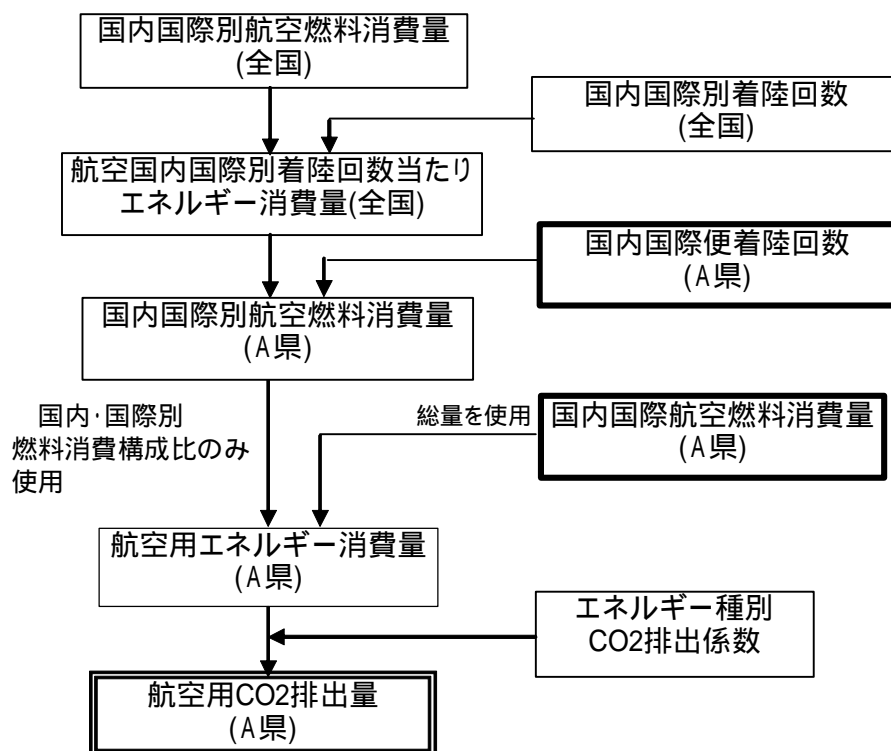 国内国際別航空燃料消費量
(全国)
国内国際別着陸回数
(全国)
航空国内国際別着陸回数当たり
エネルギー消費量(全国)
国内国際便着陸回数
(A県)
国内国際別航空燃料消費量
(A県)
国内・国際別
燃料消費構成比のみ
使用
総量を使用
国内国際航空燃料消費量
(A県)
航空用エネルギー消費量
(A県)
エネルギー種別
CO2排出係数
航空用CO2排出量
(A県)